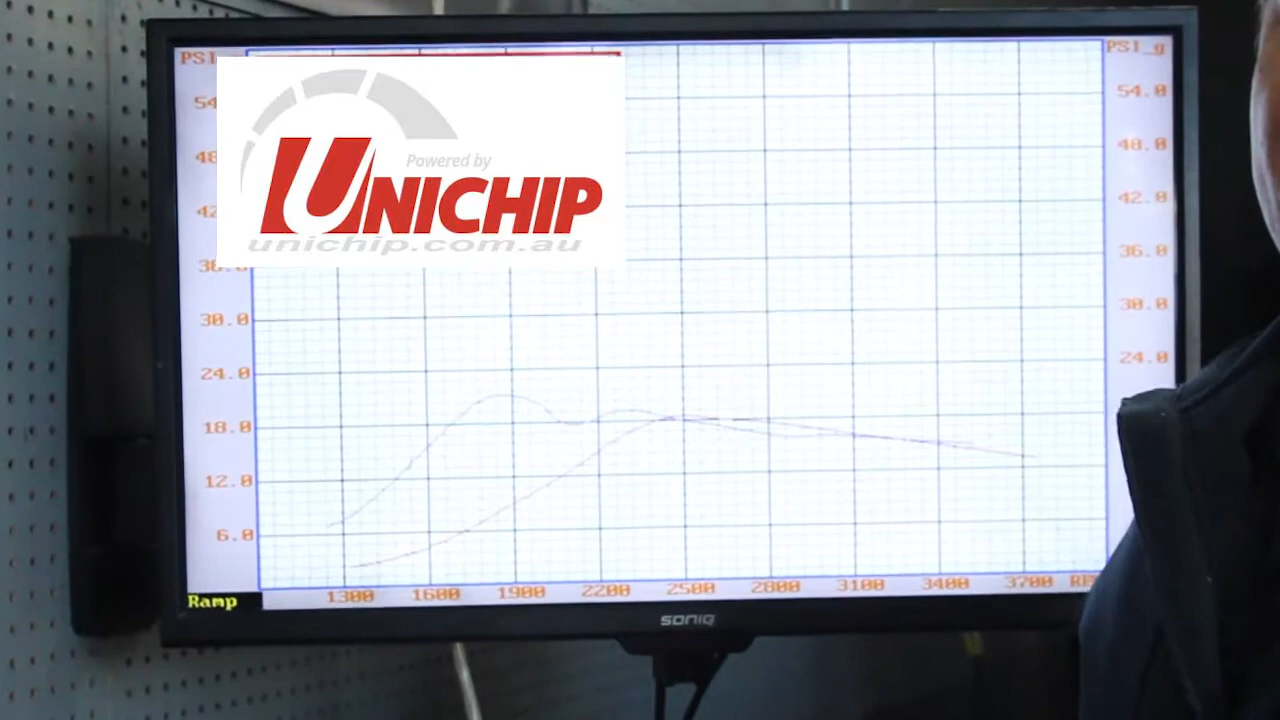 PSI_g
54.0
48.0
42.0
36.0
30.0
24.0
Powered by
UNICHIP
unichip.com.au
30.0
24.0
18.0
12.0
6.0
1300 1600 1900 2200 2500 2800 3100 3400 3700
Ramp
SONIQ